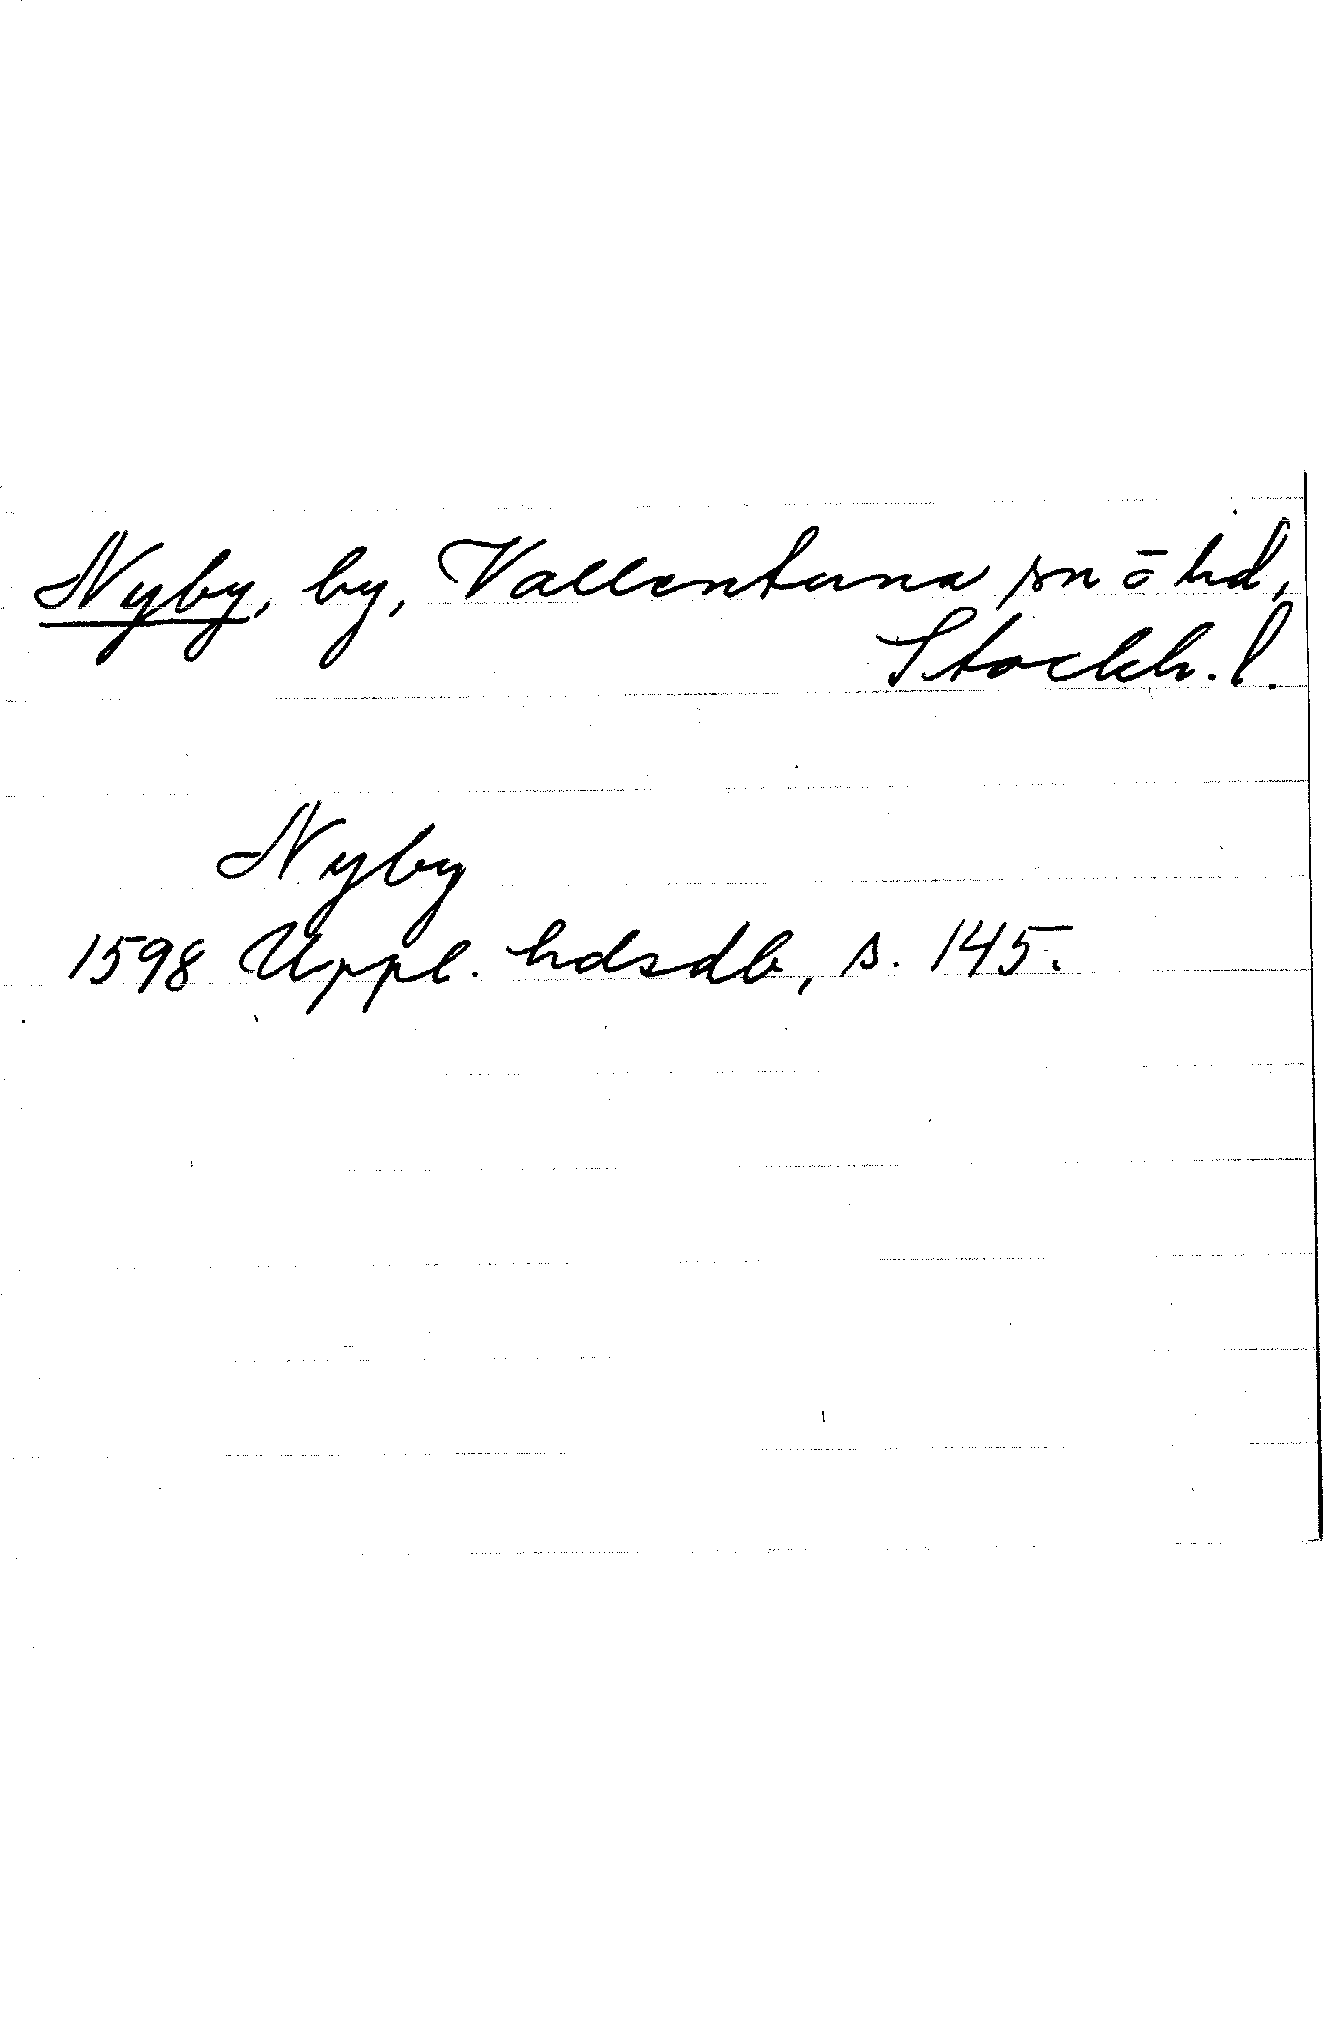 Nyby, by, Vallentuna sn o hd,
Stockh. l.
Nyby
1598 Uppl. hdsdb, s. 145.